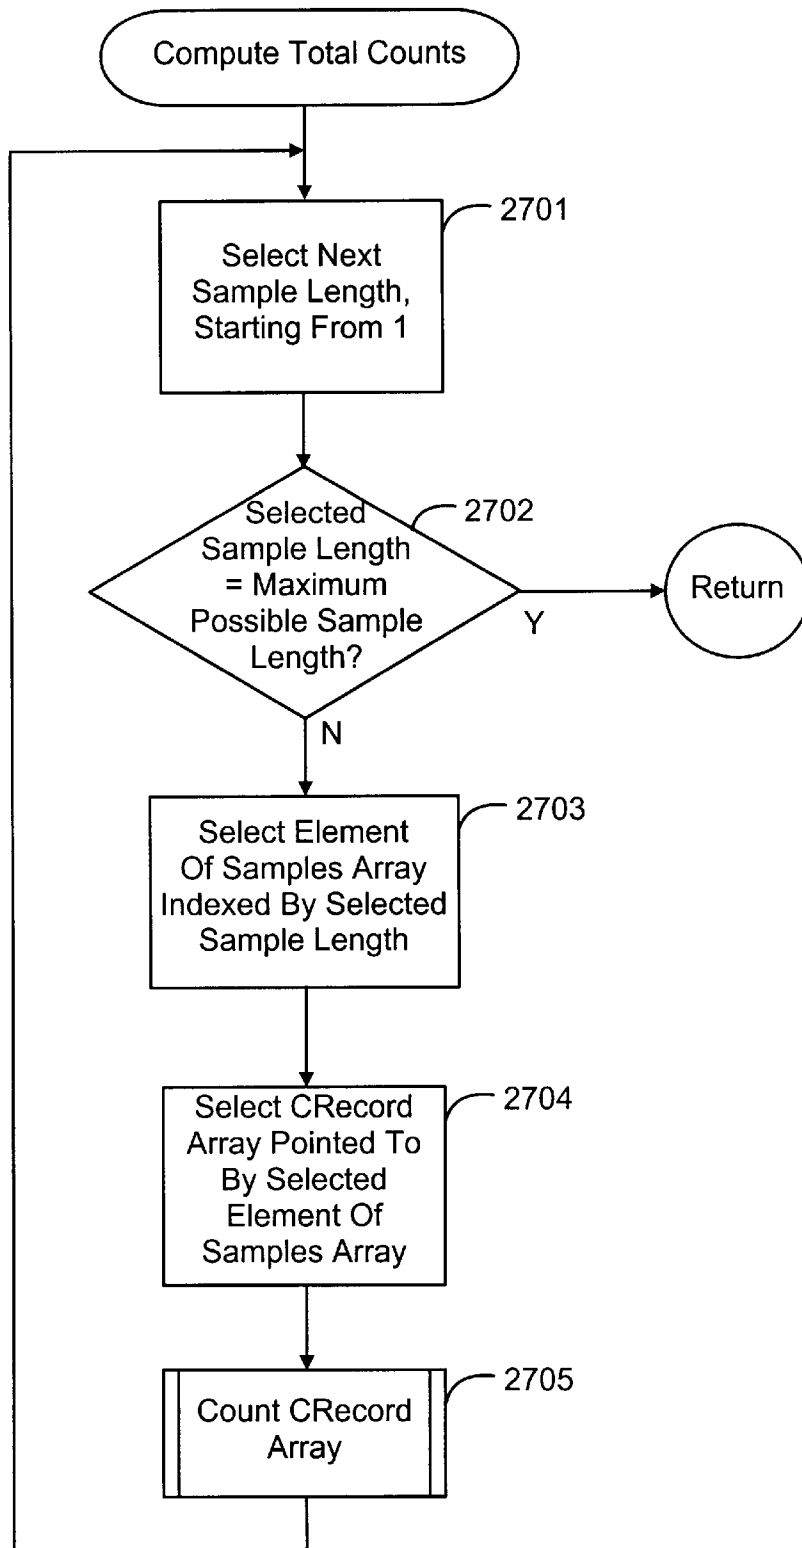 Compute Total Counts
2701
Select Next
Sample Length,
Starting From 1
2702
Selected
Sample Length
= Maximum
Possible Sample
Length?
Y
Return
N
2703
Select Element
Of Samples Array
Indexed By Selected
Sample Length
2704
Select CRecord
Array Pointed To
By Selected
Element Of
Samples Array
2705
Count CRecord
Array